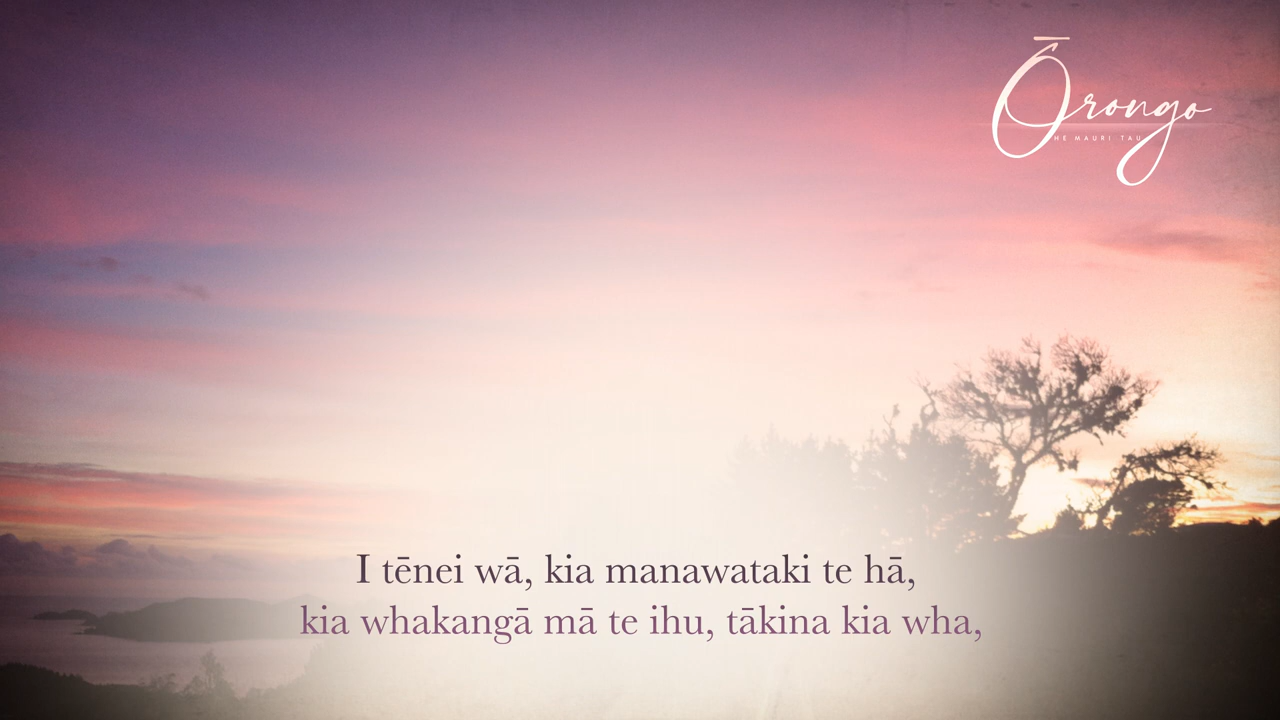 Ōrongo
HE MAURI TAU
I tēnei wā, kia manawataki te hā,
kia whakangā mā te ihu, tākina kia wha,